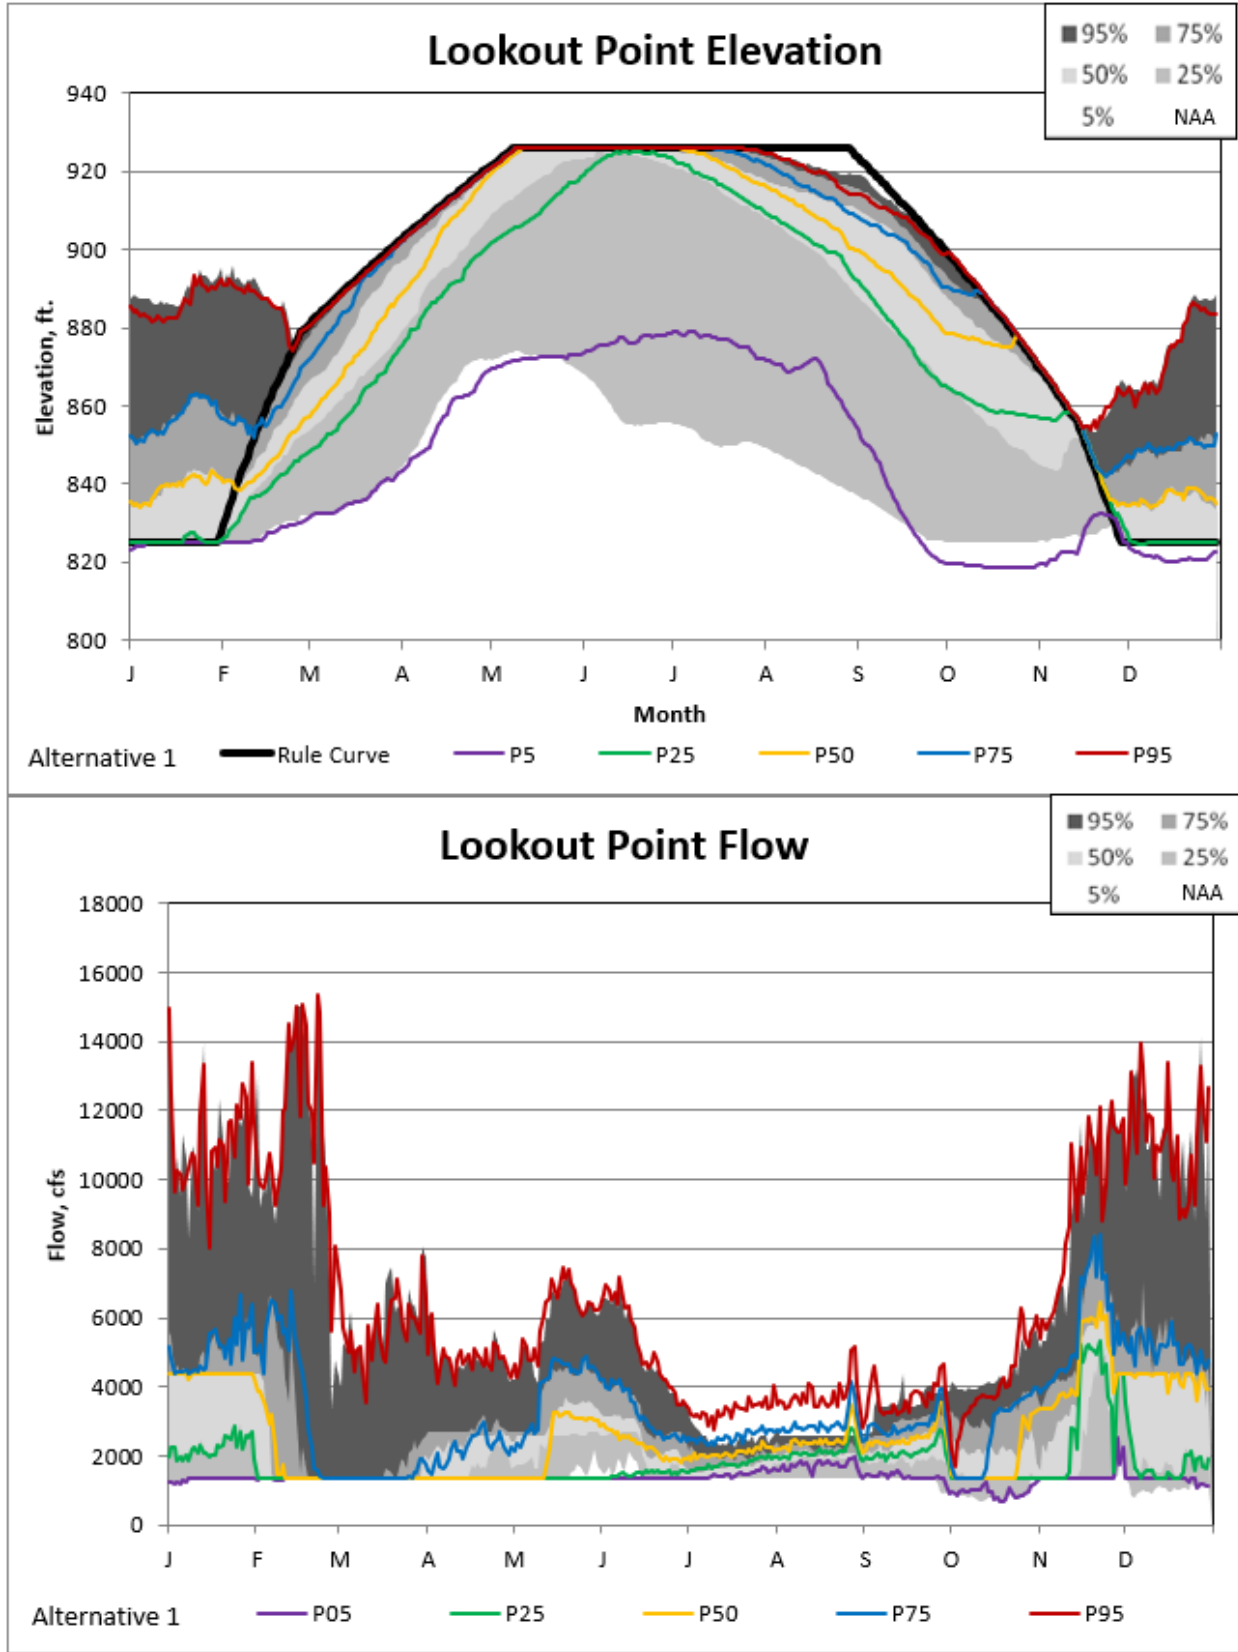 Lookout Point Elevation
95% 75%
50% 25%
5% NAA
940
920
900
880
860
840
820
800
Elevation, ft.
J F M A M J J A S O N D
Month
Alternative 1 Rule Curve P5 P25 P50 P75 P95
Lookout Point Flow
95% 75%
50% 25%
5% NAA
18000
16000
14000
12000
10000
8000
6000
4000
2000
0
Flow, cfs
J F M A M J J A S O N D
Alternative 1 P05 P25 P50 P75 P95